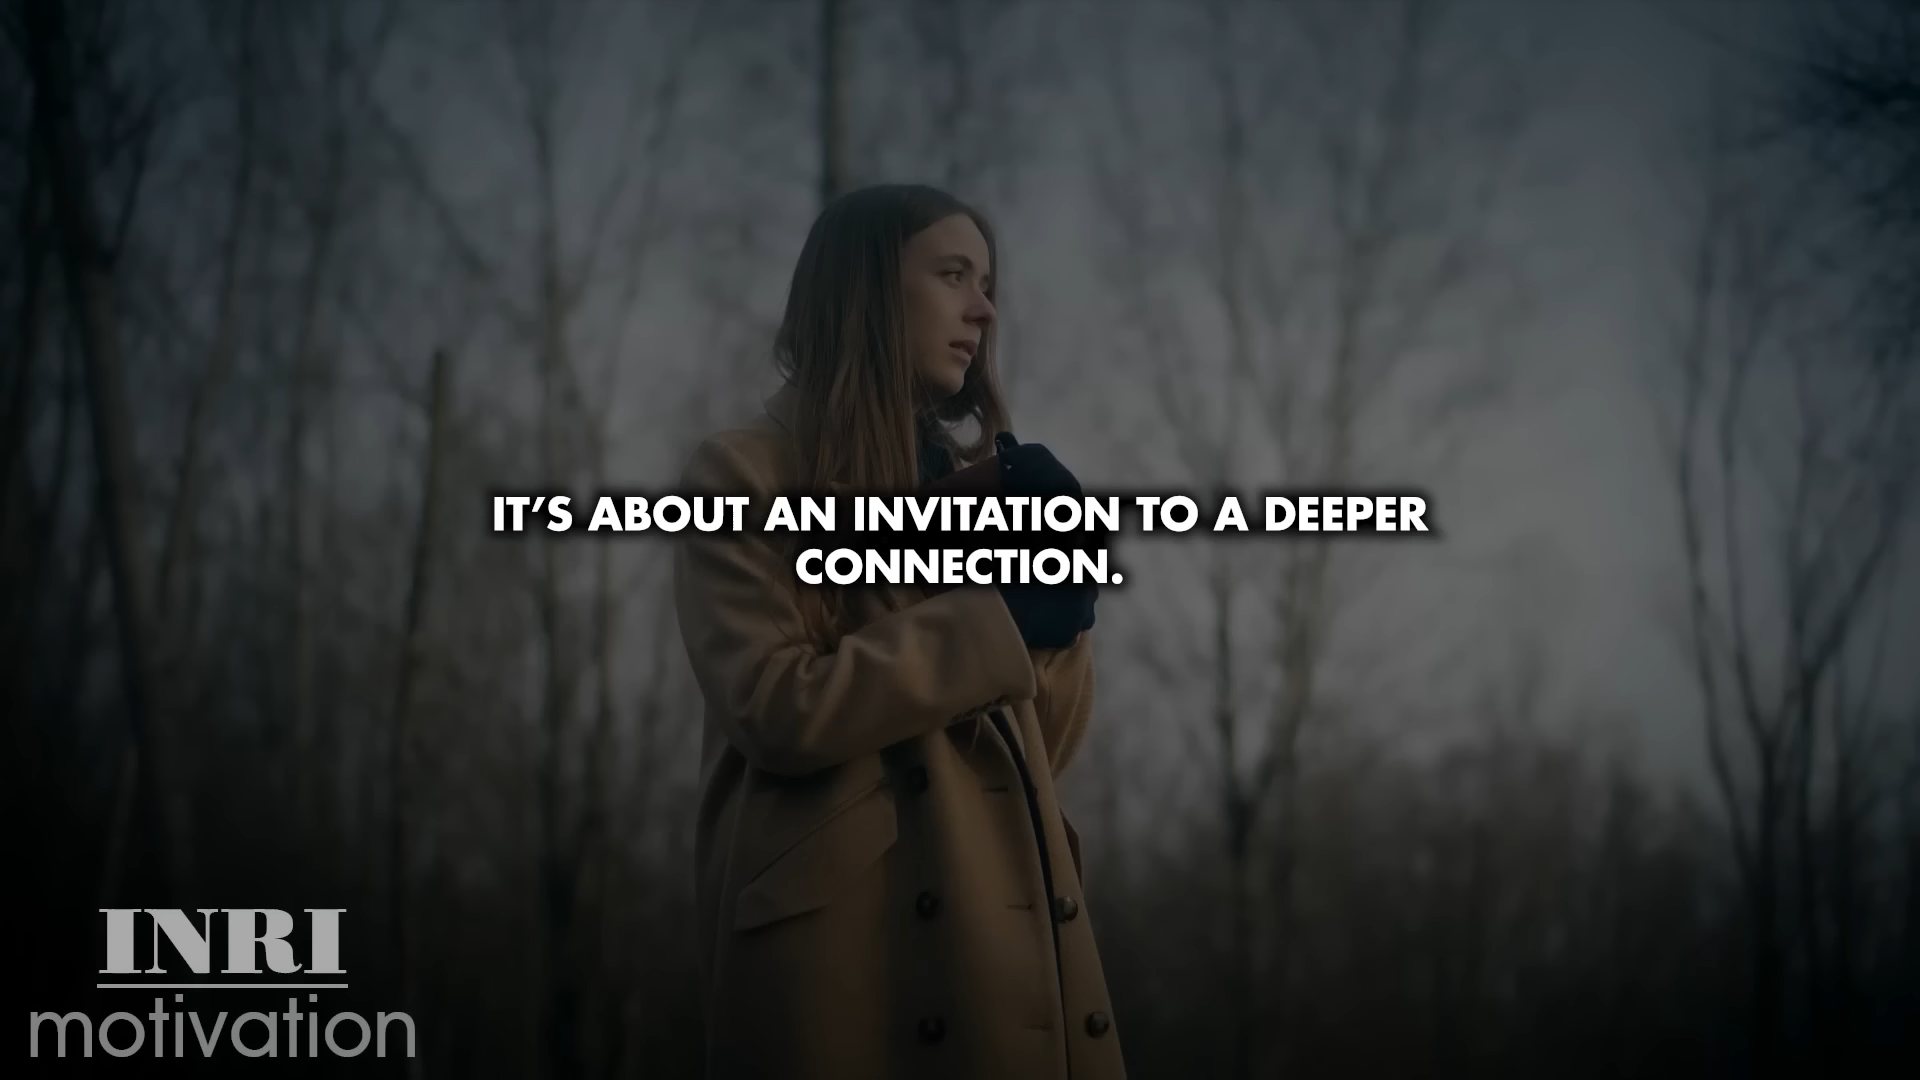 IT’S ABOUT AN INVITATION TO A DEEPER
CONNECTION.
INRI
motivation